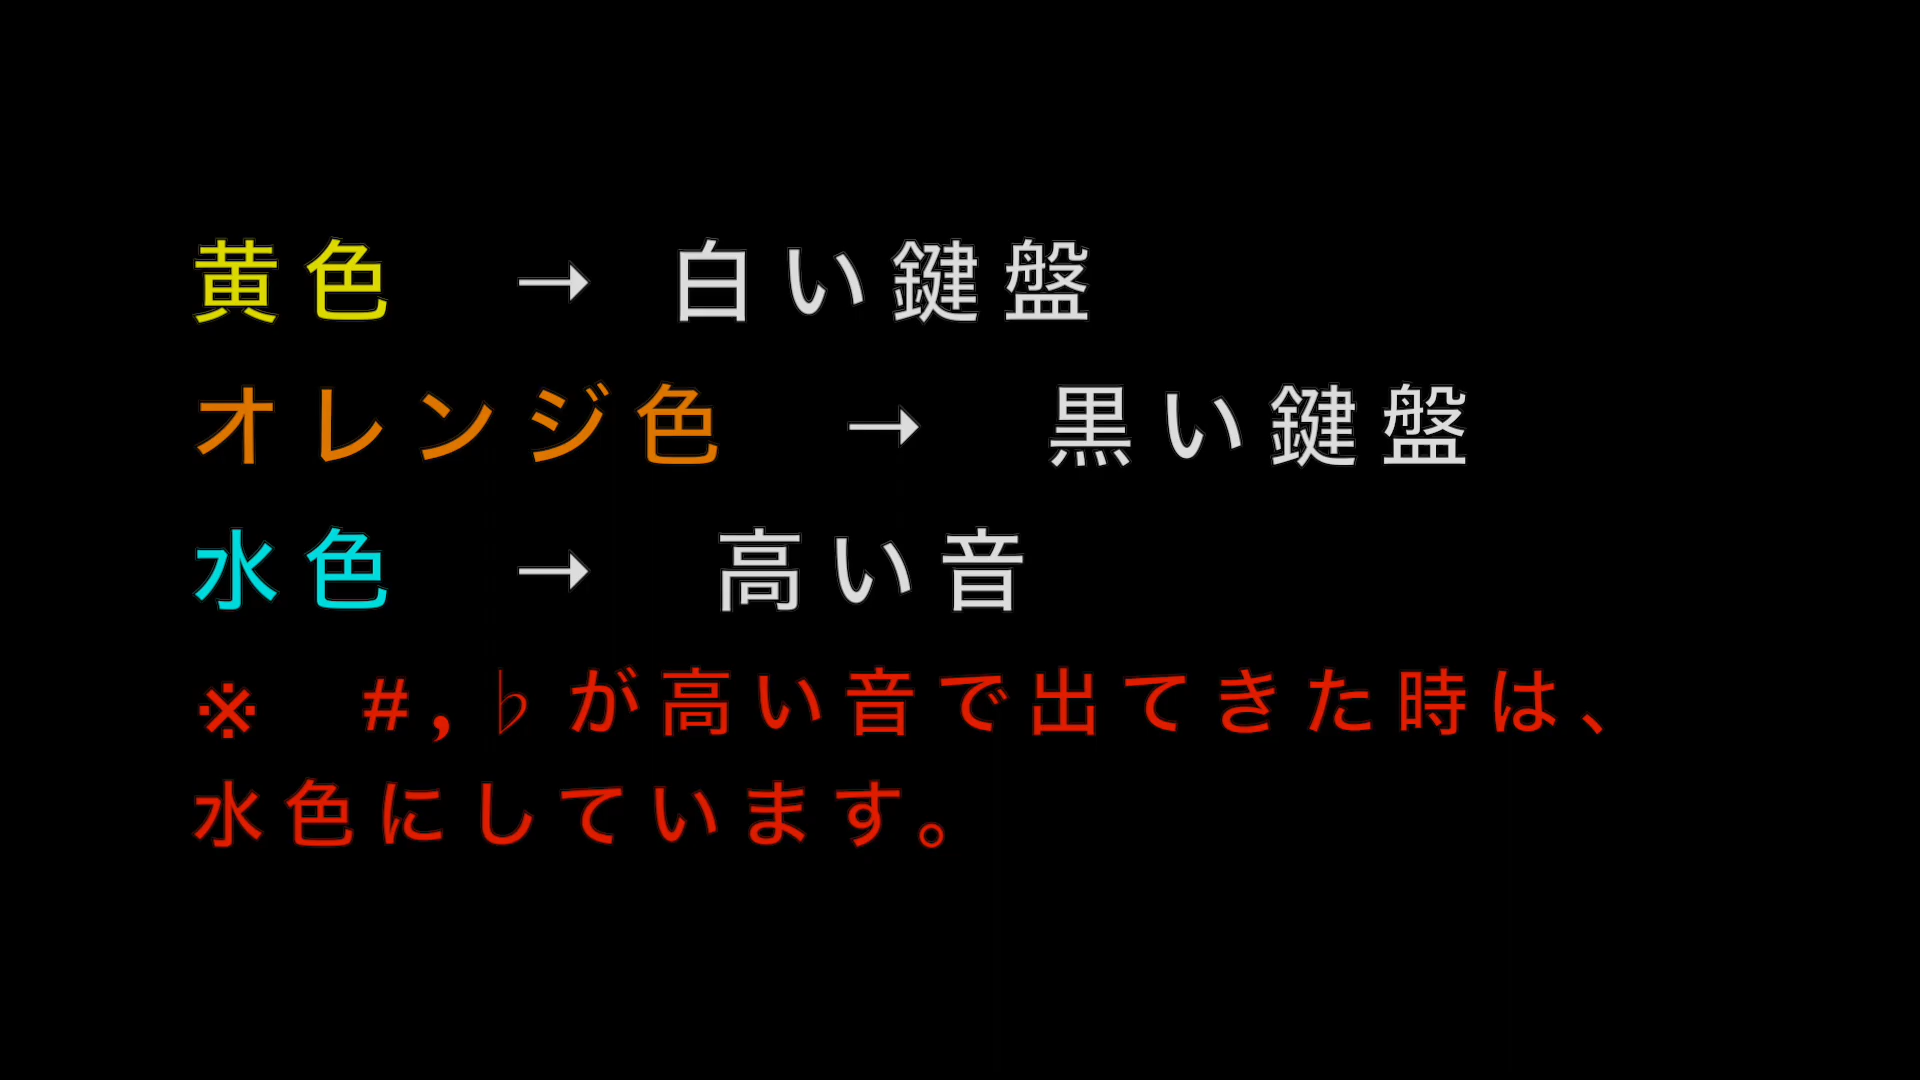 黄色　→ 白い鍵盤
オレンジ色　→　黒い鍵盤
水色　→　高い音
※　#，♭が高い音で出てきた時は、
水色にしています。